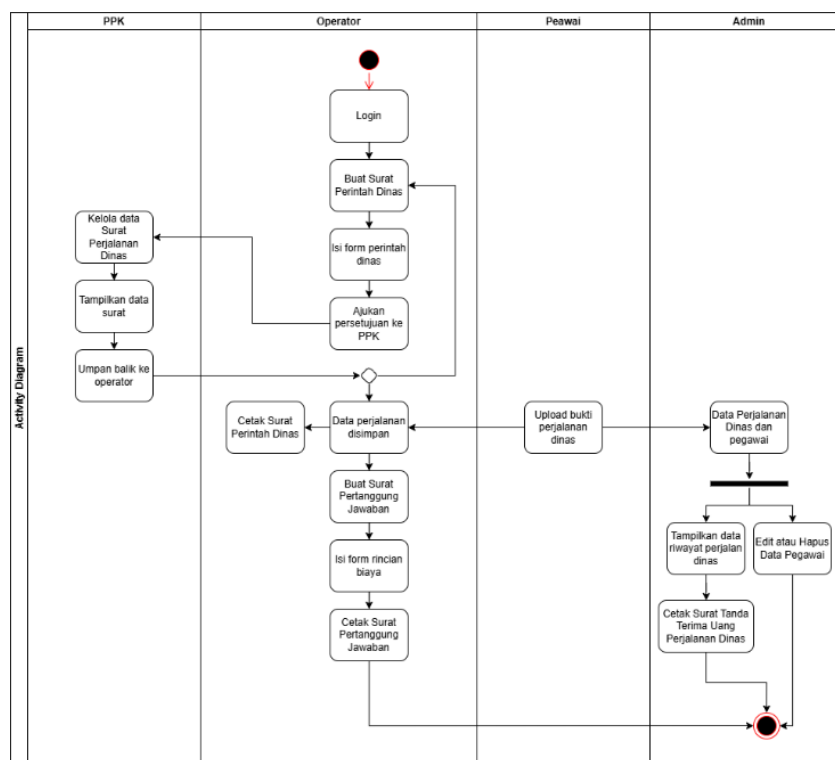 PPK
Operator
Peawai
Admin
Activity Diagram
Login
Buat Surat
Perintah Dinas
Isi form perintah
dinas
Ajukan
persetujuan ke
PPK
Kelola data
Surat
Perjalanan
Dinas
Tampilkan data
surat
Umpan balik ke
operator
Cetak Surat
Perintah Dinas
Data perjalanan
disimpan
Upload bukti
perjalanan
dinas
Data Perjalanan
Dinas dan
pegawai
Buat Surat
Pertanggung
Jawaban
Isi form rincian
biaya
Cetak Surat
Pertanggung
Jawaban
Tampilkan data
riwayat perjalan
dinas
Edit atau Hapus
Data Pegawai
Cetak Surat Tanda
Terima Uang
Perjalanan Dinas